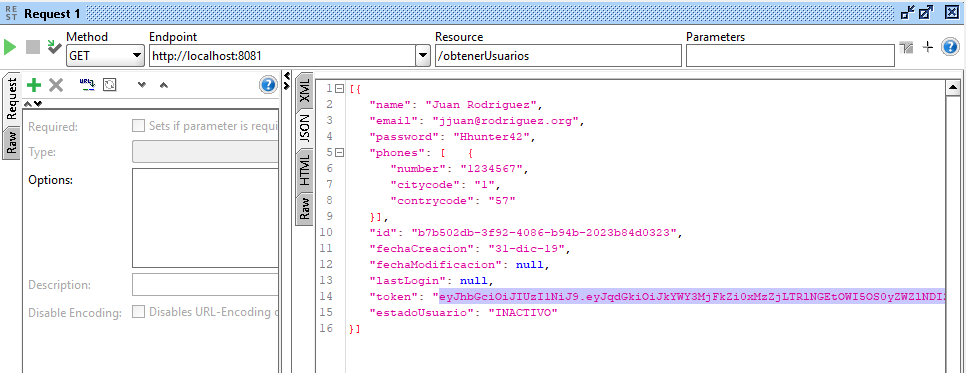 RE
ST
Request 1
Method
Endpoint
Resource
Parameters
GET
http://localhost:8081
/obtenerUsuarios
Request
Raw
URL?
Required:
Sets if parameter is requi
Type:
Options:
Description:
Disable Encoding:
Disables URL-Encoding o
XML
JSON
HTML
Raw
1 [{
2 "name": "Juan Rodriguez",
3 "email": "jjuan@rodriguez.org",
4 "password": "Hhunter42",
5 "phones": [ {
6 "number": "1234567",
7 "citycode": "1",
8 "contrycode": "57"
9 }],
10 "id": "b7b502db-3f92-4086-b94b-2023b84d0323",
11 "fechaCreacion": "31-dic-19",
12 "fechaModificacion": null,
13 "lastLogin": null,
14 "token": "eyJhbGciOiJIUzI1NiJ9.eyJqdGkiOiJkYWY3MjFkZi0xMzZjLTRlNGEtOWI5OS0yZWZlNDI
15 "estadoUsuario": "INACTIVO"
16 }]